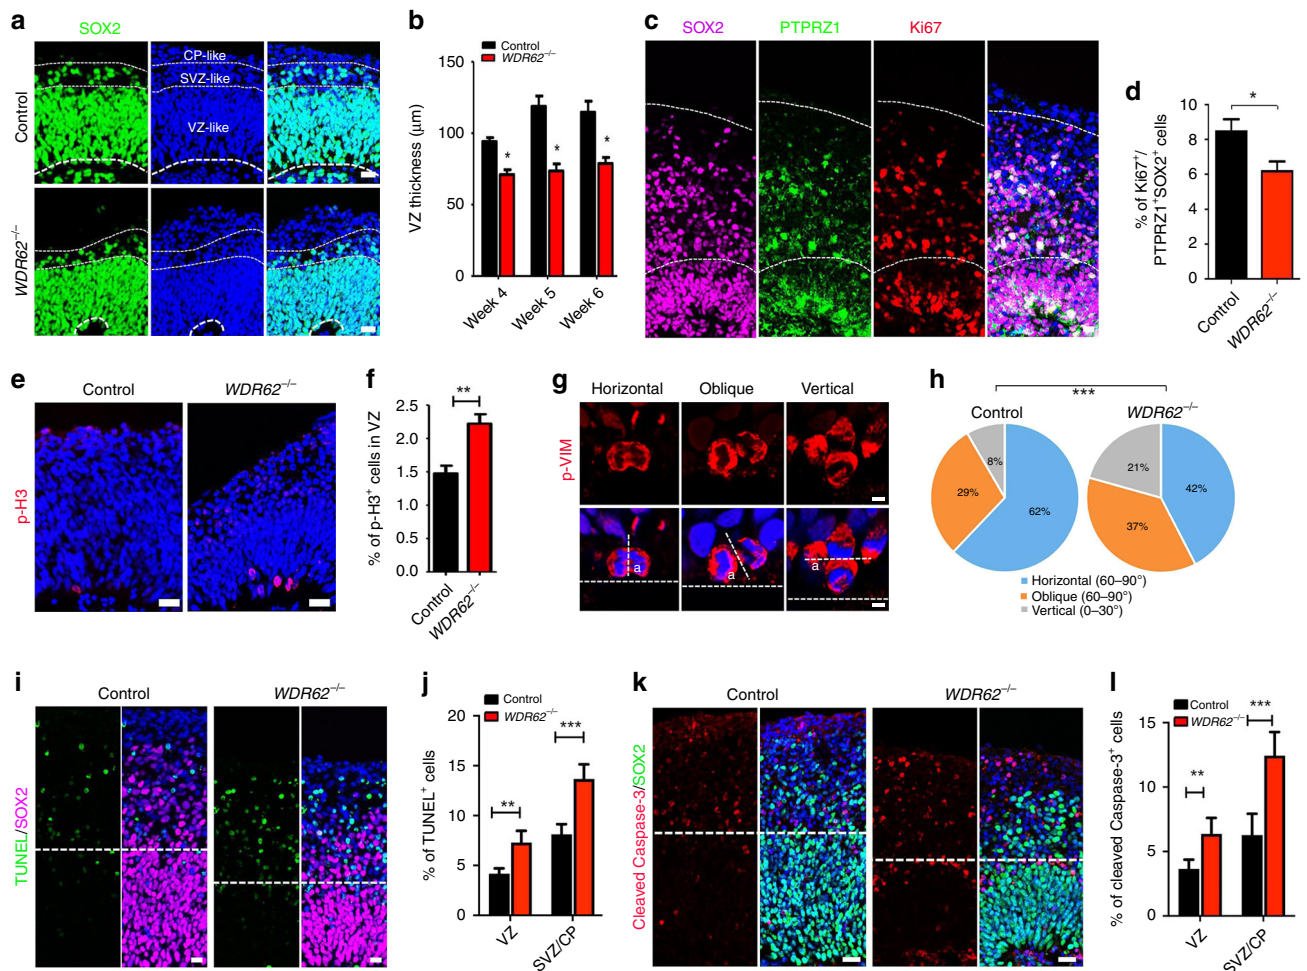 a
SOX2
Control
CP-like
SVZ-like
VZ-like
WDR62−/−
b
Control
WDR62−/−
VZ thickness (μm)
150
100
50
0
* * *
Week 4 Week 5 Week 6
c
SOX2 PTPRZ1 Ki67
d
% of Ki67+/
PTPRZ1+SOX2+ cells
10
8
6
4
2
0
*
Control WDR62−/−
e
Control WDR62−/−
p-H3
f
% of p-H3+ cells in VZ
2.5
2.0
1.5
1.0
0.5
0.0
**
Control WDR62−/−
g
Horizontal Oblique Vertical
p-VIM
a a a
h
***
Control WDR62−/−
8% 29% 62%
21% 42% 37%
Horizontal (60–90°)
Oblique (60–90°)
Vertical (0–30°)
i
Control WDR62−/−
TUNEL/SOX2
j
Control
WDR62−/−
% of TUNEL+ cells
20
15
10
5
0
** ***
VZ SVZ/CP
k
Control WDR62−/−
Cleaved Caspase-3/SOX2
l
Control
WDR62−/−
% of cleaved Caspase-3+ cells
15
10
5
0
** ***
VZ SVZ/CP